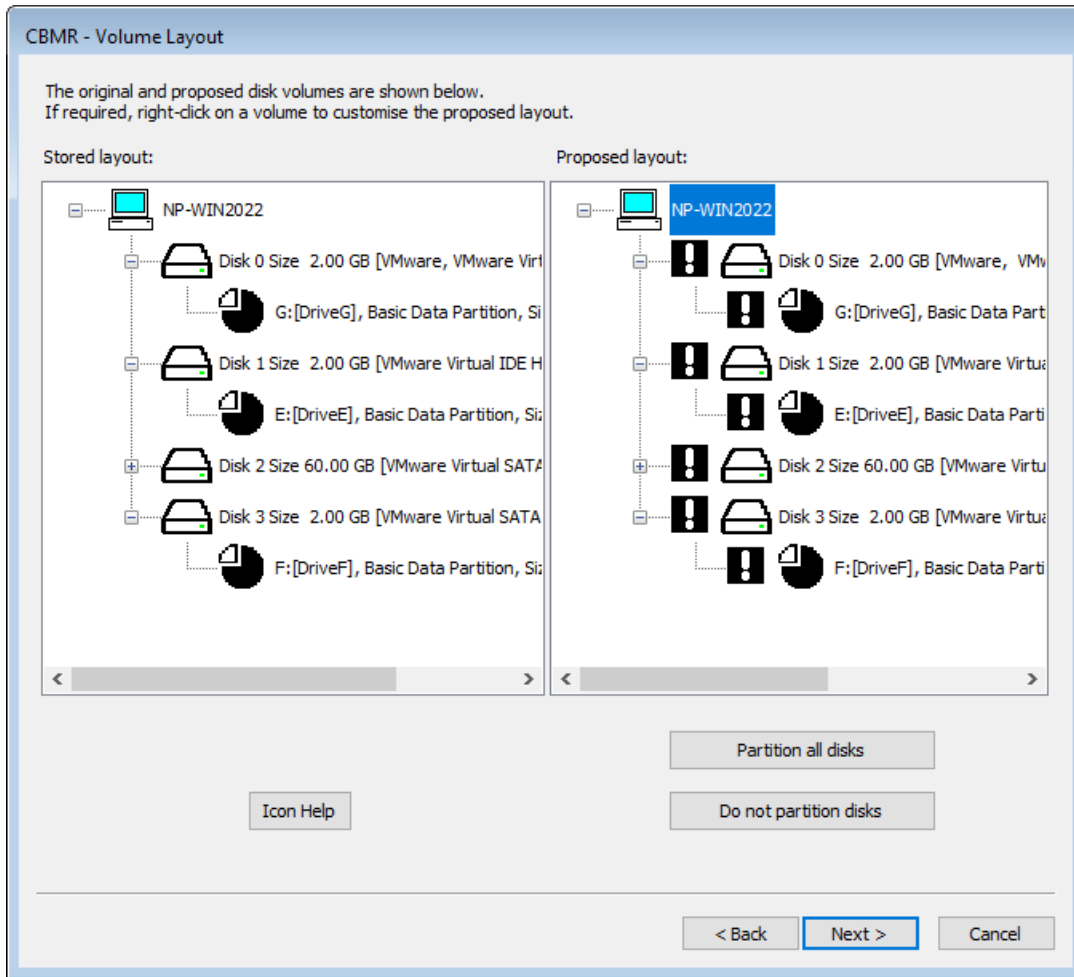 CBMR - Volume Layout
The original and proposed disk volumes are shown below.
If required, right-click on a volume to customise the proposed layout.
Stored layout:
NP-WIN2022
Disk 0 Size 2.00 GB [VMware, VMware Virt
G:[DriveG], Basic Data Partition, Si
Disk 1 Size 2.00 GB [VMware Virtual IDE H
E:[DriveE], Basic Data Partition, Siz
Disk 2 Size 60.00 GB [VMware Virtual SATA
Disk 3 Size 2.00 GB [VMware Virtual SATA
F:[DriveF], Basic Data Partition, Siz
Proposed layout:
NP-WIN2022
Disk 0 Size 2.00 GB [VMware, VMw
G:[DriveG], Basic Data Part
Disk 1 Size 2.00 GB [VMware Virtua
E:[DriveE], Basic Data Parti
Disk 2 Size 60.00 GB [VMware Virtu
Disk 3 Size 2.00 GB [VMware Virtua
F:[DriveF], Basic Data Parti
Partition all disks
Icon Help
Do not partition disks
< Back
Next >
Cancel